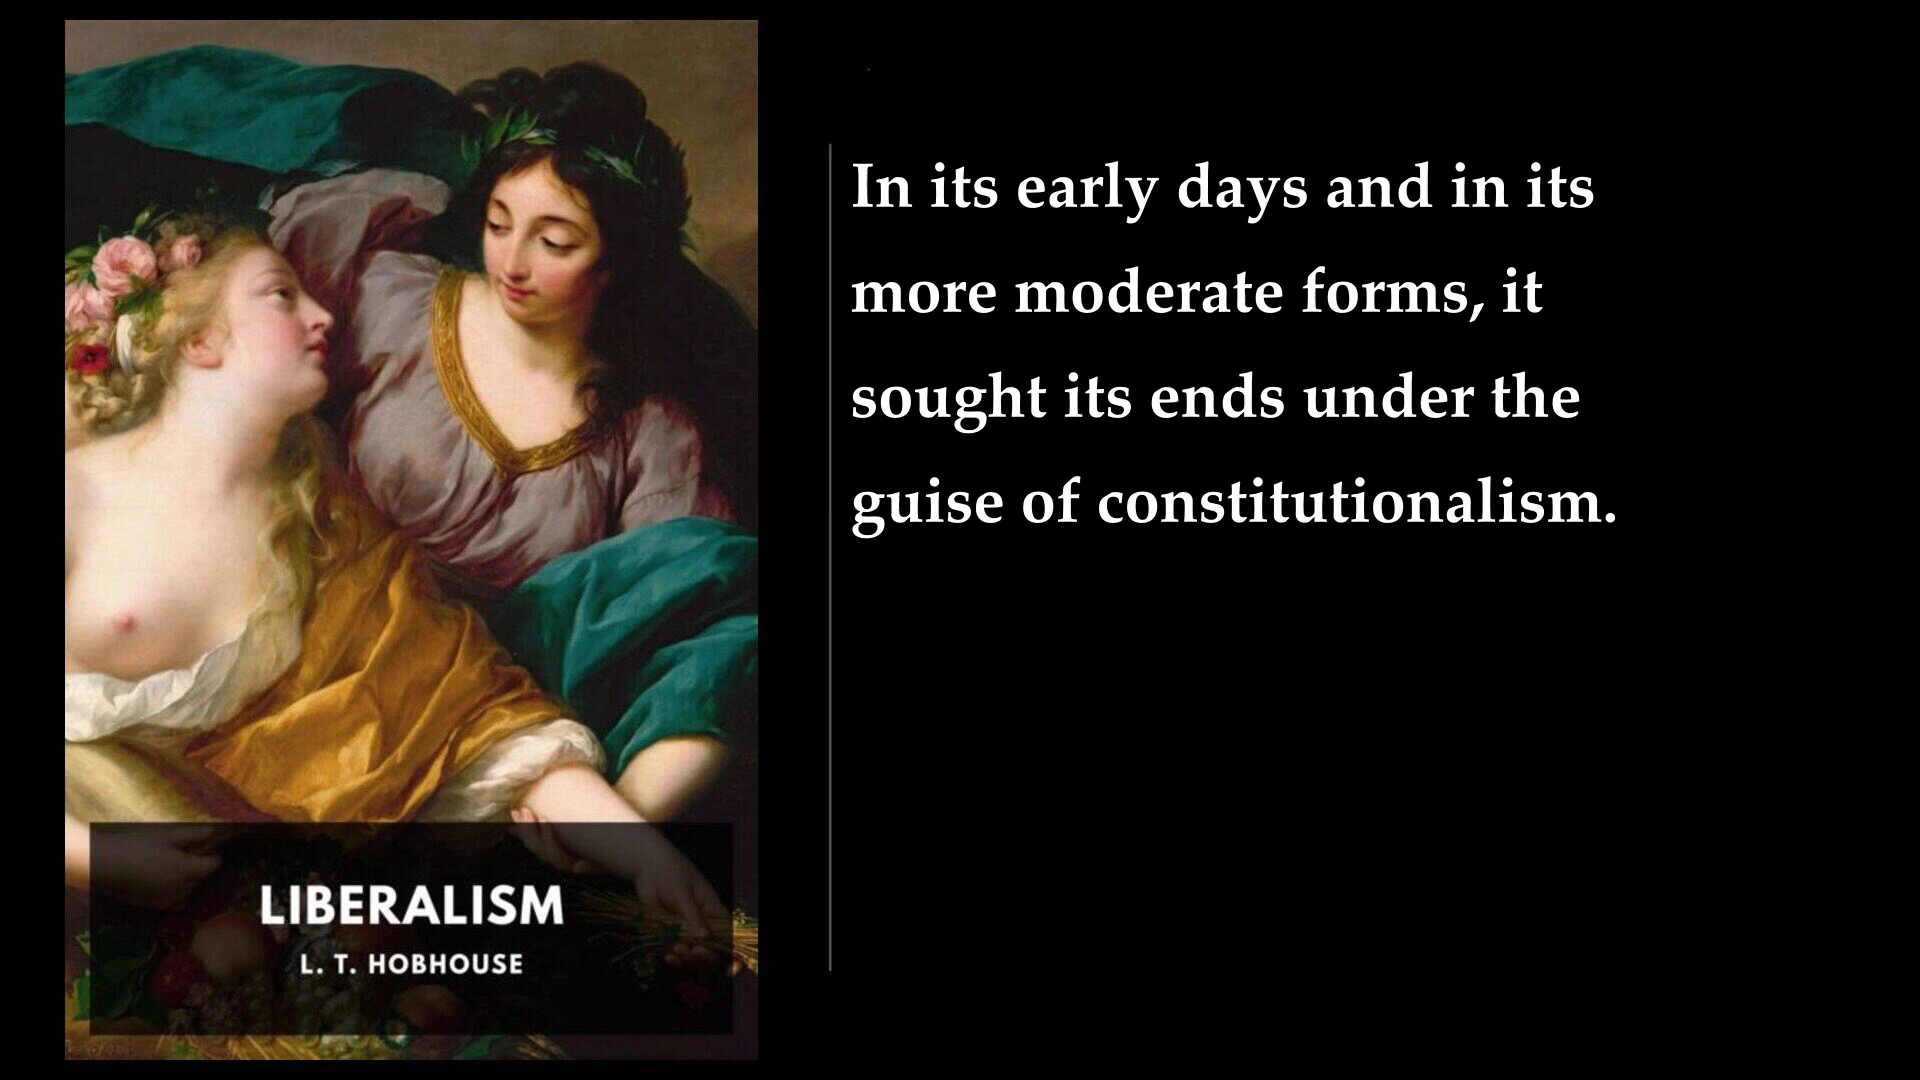 In its early days and in its
more moderate forms, it
sought its ends under the
guise of constitutionalism.
LIBERALISM
L. T. HOBHOUSE